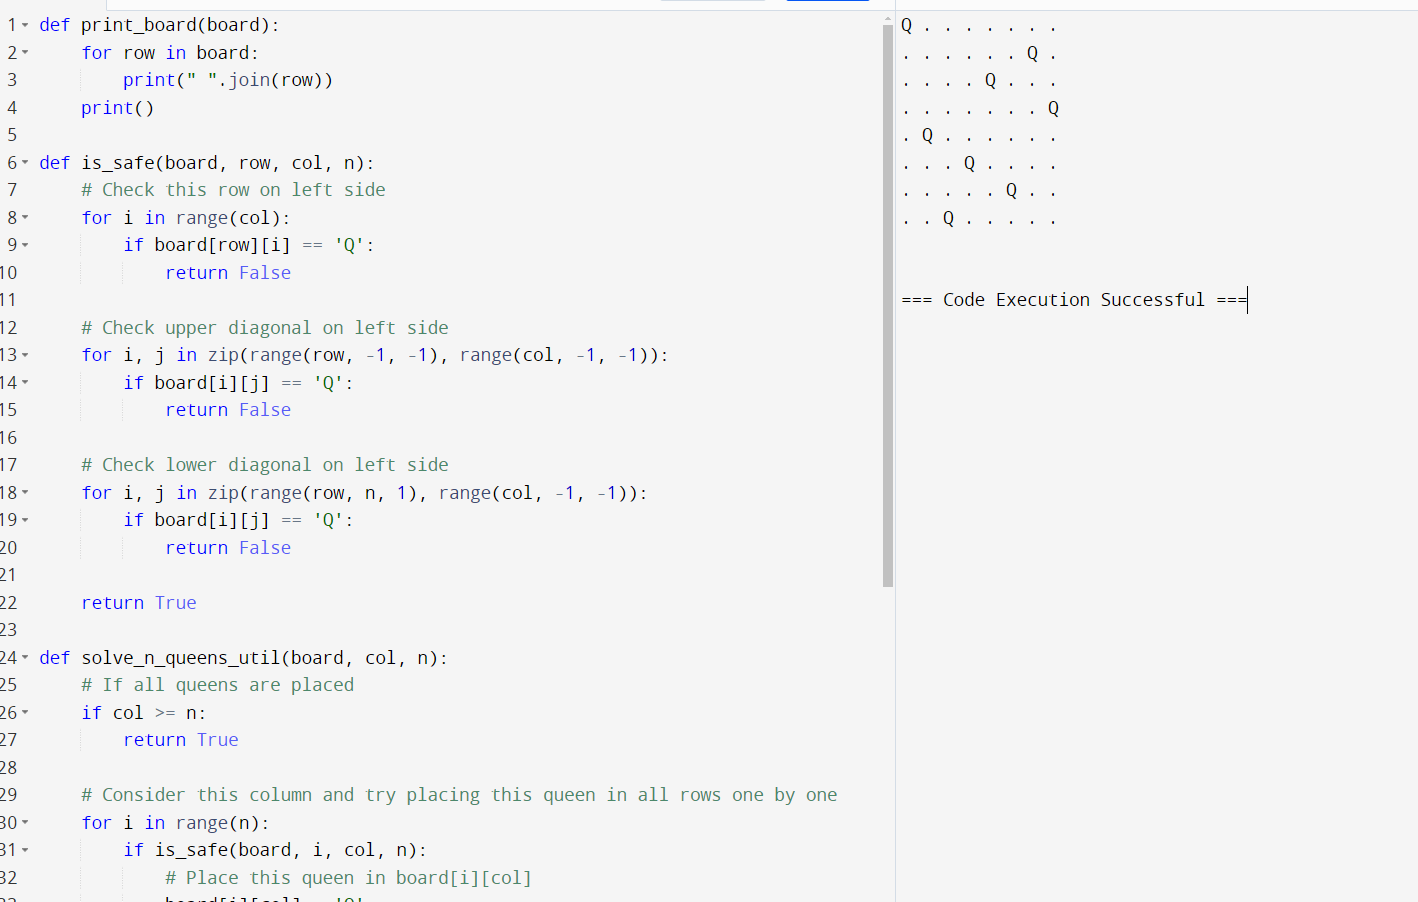 1 def print_board(board):
2     for row in board:
3         print(" ".join(row))
4     print()
5
6 def is_safe(board, row, col, n):
7     # Check this row on left side
8     for i in range(col):
9         if board[row][i] == 'Q':
10             return False
11
12     # Check upper diagonal on left side
13     for i, j in zip(range(row, -1, -1), range(col, -1, -1)):
14         if board[i][j] == 'Q':
15             return False
16
17     # Check lower diagonal on left side
18     for i, j in zip(range(row, n, 1), range(col, -1, -1)):
19         if board[i][j] == 'Q':
20             return False
21
22     return True
23
24 def solve_n_queens_util(board, col, n):
25     # If all queens are placed
26     if col >= n:
27         return True
28
29     # Consider this column and try placing this queen in all rows one by one
30     for i in range(n):
31         if is_safe(board, i, col, n):
32             # Place this queen in board[i][col]
Q . . . . . . .
. . . . . . Q .
. . . . Q . . .
. . . . . . . Q
. Q . . . . . .
. . . Q . . . .
. . . . . Q . .
. . Q . . . . .
=== Code Execution Successful ===